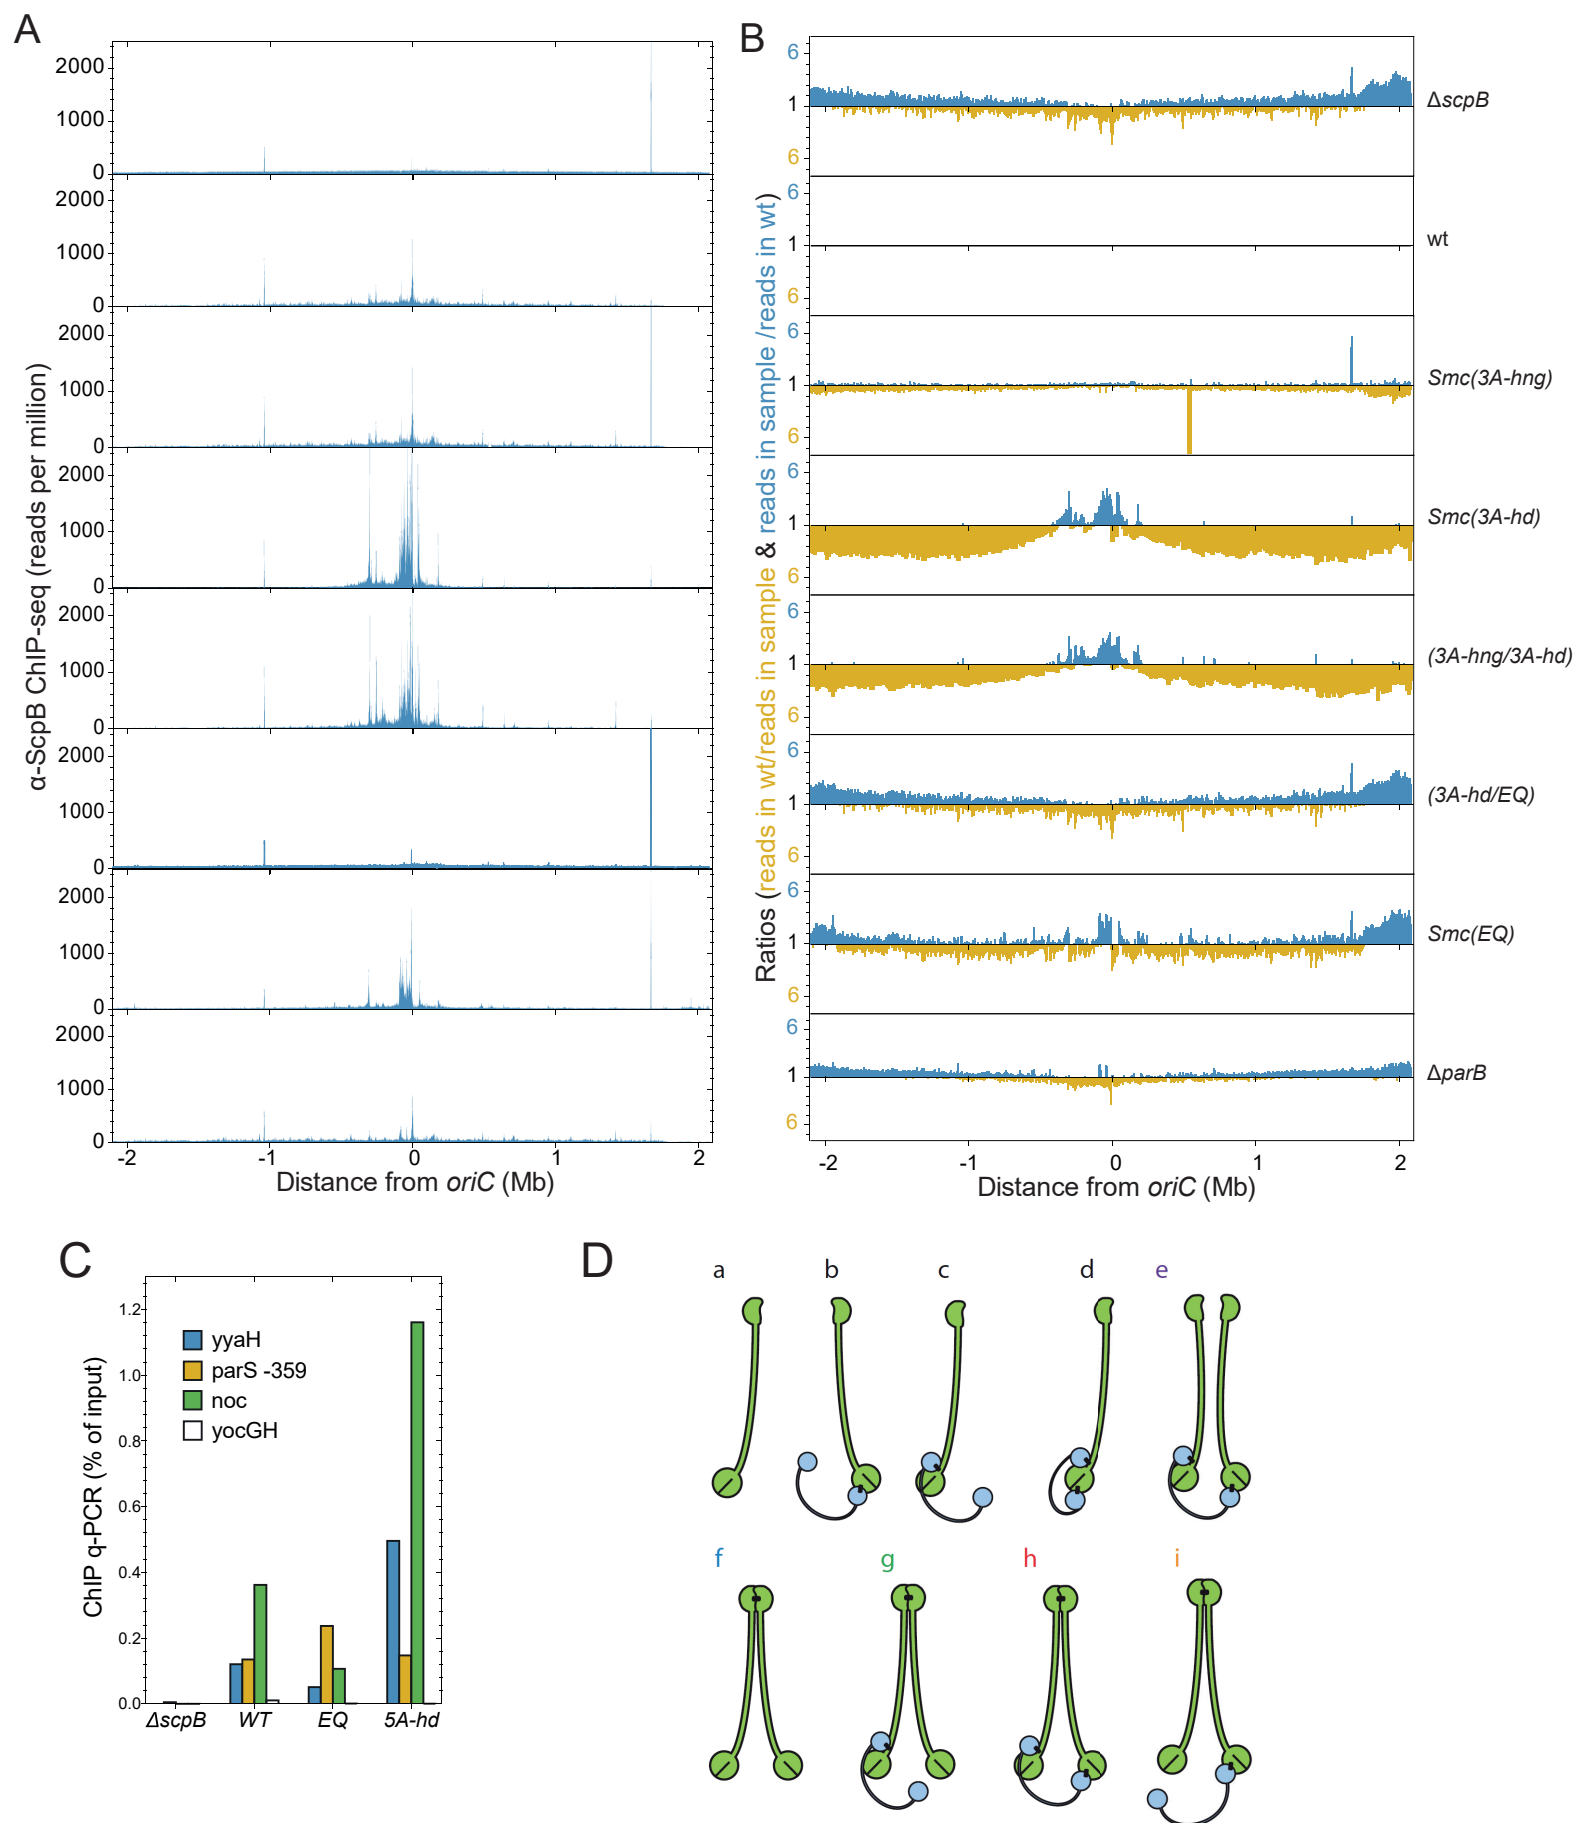 A
α-ScpB ChIP-seq (reads per million)
2000
1000
0
2000
1000
0
2000
1000
0
2000
1000
0
2000
1000
0
2000
1000
0
2000
1000
0
2000
1000
0
-2 -1 0 1 2
Distance from oriC (Mb)
B
Ratios (reads in wt/reads in sample & reads in sample /reads in wt)
6
1
6
ΔscpB
6
1
6
wt
6
1
6
Smc(3A-hng)
6
1
6
Smc(3A-hd)
6
1
6
(3A-hng/3A-hd)
6
1
6
(3A-hd/EQ)
6
1
6
Smc(EQ)
6
1
6
ΔparB
-2 -1 0 1 2
Distance from oriC (Mb)
C
ChIP q-PCR (% of input)
1.2
1.0
0.8
0.6
0.4
0.2
0.0
yyaH
parS -359
noc
yocGH
ΔscpB WT EQ 5A-hd
D
a b c d e
f g h i